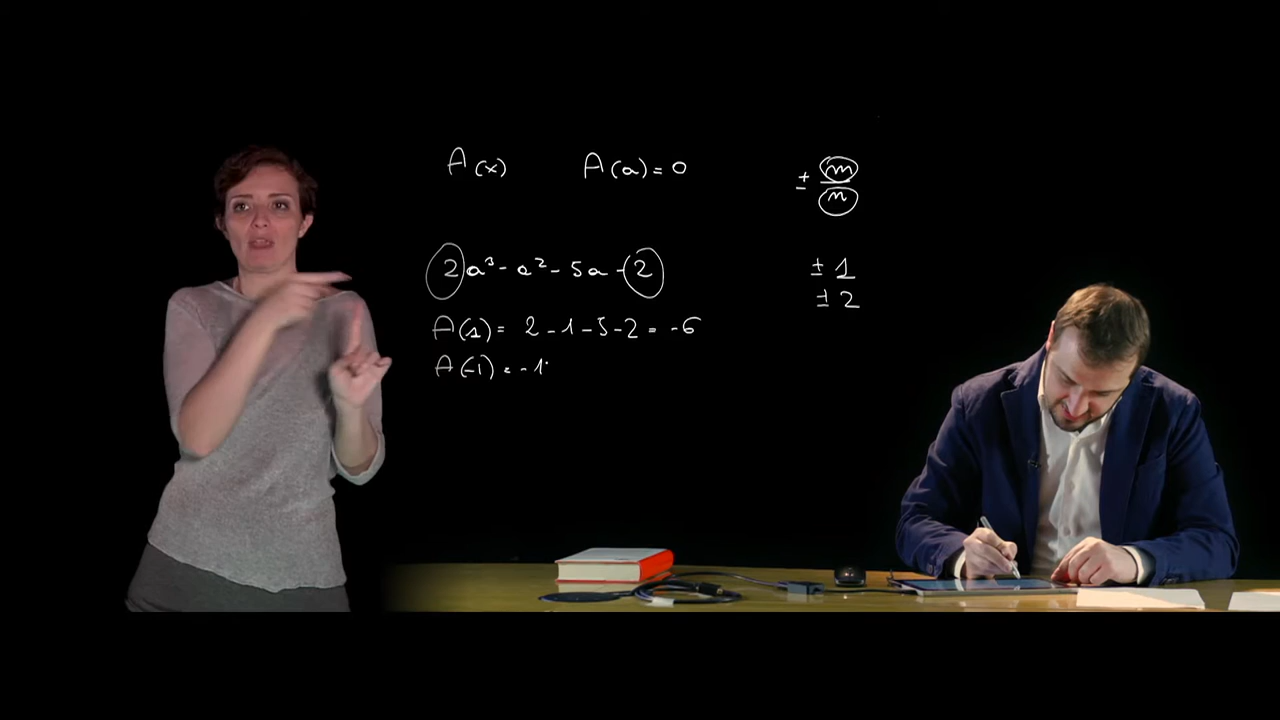 A(x) A(a) = 0 ± m/n
2a³ - a² - 5a - 2 ± 1
± 2
A(1) = 2 - 1 - 5 - 2 = -6
A(-1) = -1